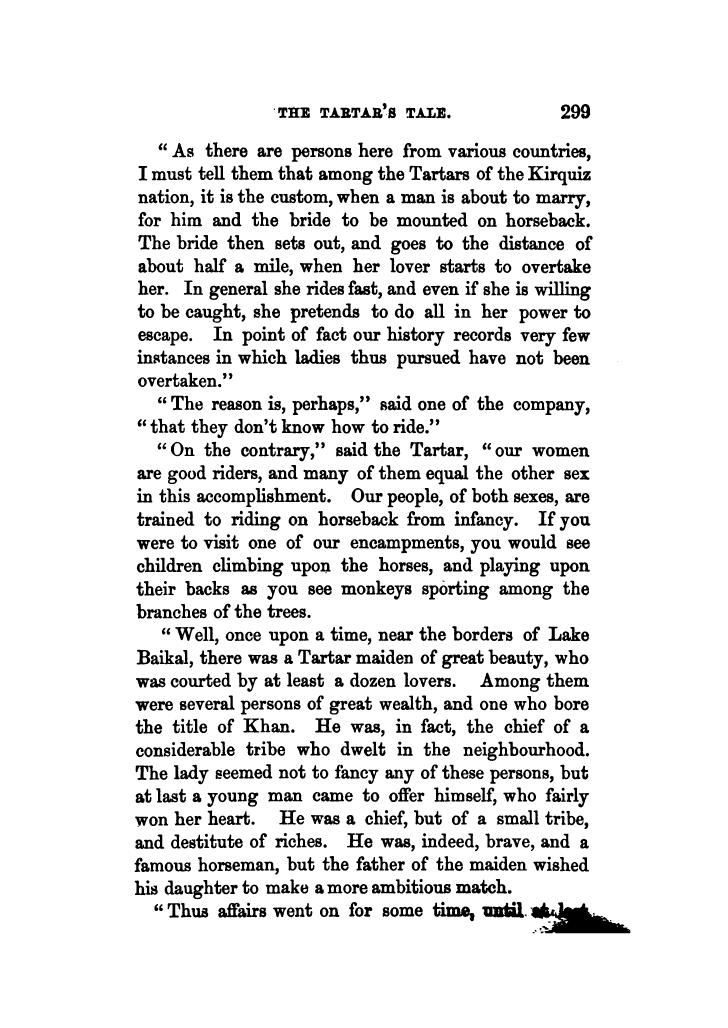 THE TARTAR'S TALE. 299
“As there are persons here from various countries,
I must tell them that among the Tartars of the Kirquiz
nation, it is the custom, when a man is about to marry,
for him and the bride to be mounted on horseback.
The bride then sets out, and goes to the distance of
about half a mile, when her lover starts to overtake
her. In general she rides fast, and even if she is willing
to be caught, she pretends to do all in her power to
escape. In point of fact our history records very few
instances in which ladies thus pursued have not been
overtaken.”
“The reason is, perhaps,” said one of the company,
“that they don't know how to ride.”
“On the contrary,” said the Tartar, “our women
are good riders, and many of them equal the other sex
in this accomplishment. Our people, of both sexes, are
trained to riding on horseback from infancy. If you
were to visit one of our encampments, you would see
children climbing upon the horses, and playing upon
their backs as you see monkeys sporting among the
branches of the trees.
“Well, once upon a time, near the borders of Lake
Baikal, there was a Tartar maiden of great beauty, who
was courted by at least a dozen lovers. Among them
were several persons of great wealth, and one who bore
the title of Khan. He was, in fact, the chief of a
considerable tribe who dwelt in the neighbourhood.
The lady seemed not to fancy any of these persons, but
at last a young man came to offer himself, who fairly
won her heart. He was a chief, but of a small tribe,
and destitute of riches. He was, indeed, brave, and a
famous horseman, but the father of the maiden wished
his daughter to make a more ambitious match.
“Thus affairs went on for some time, until at